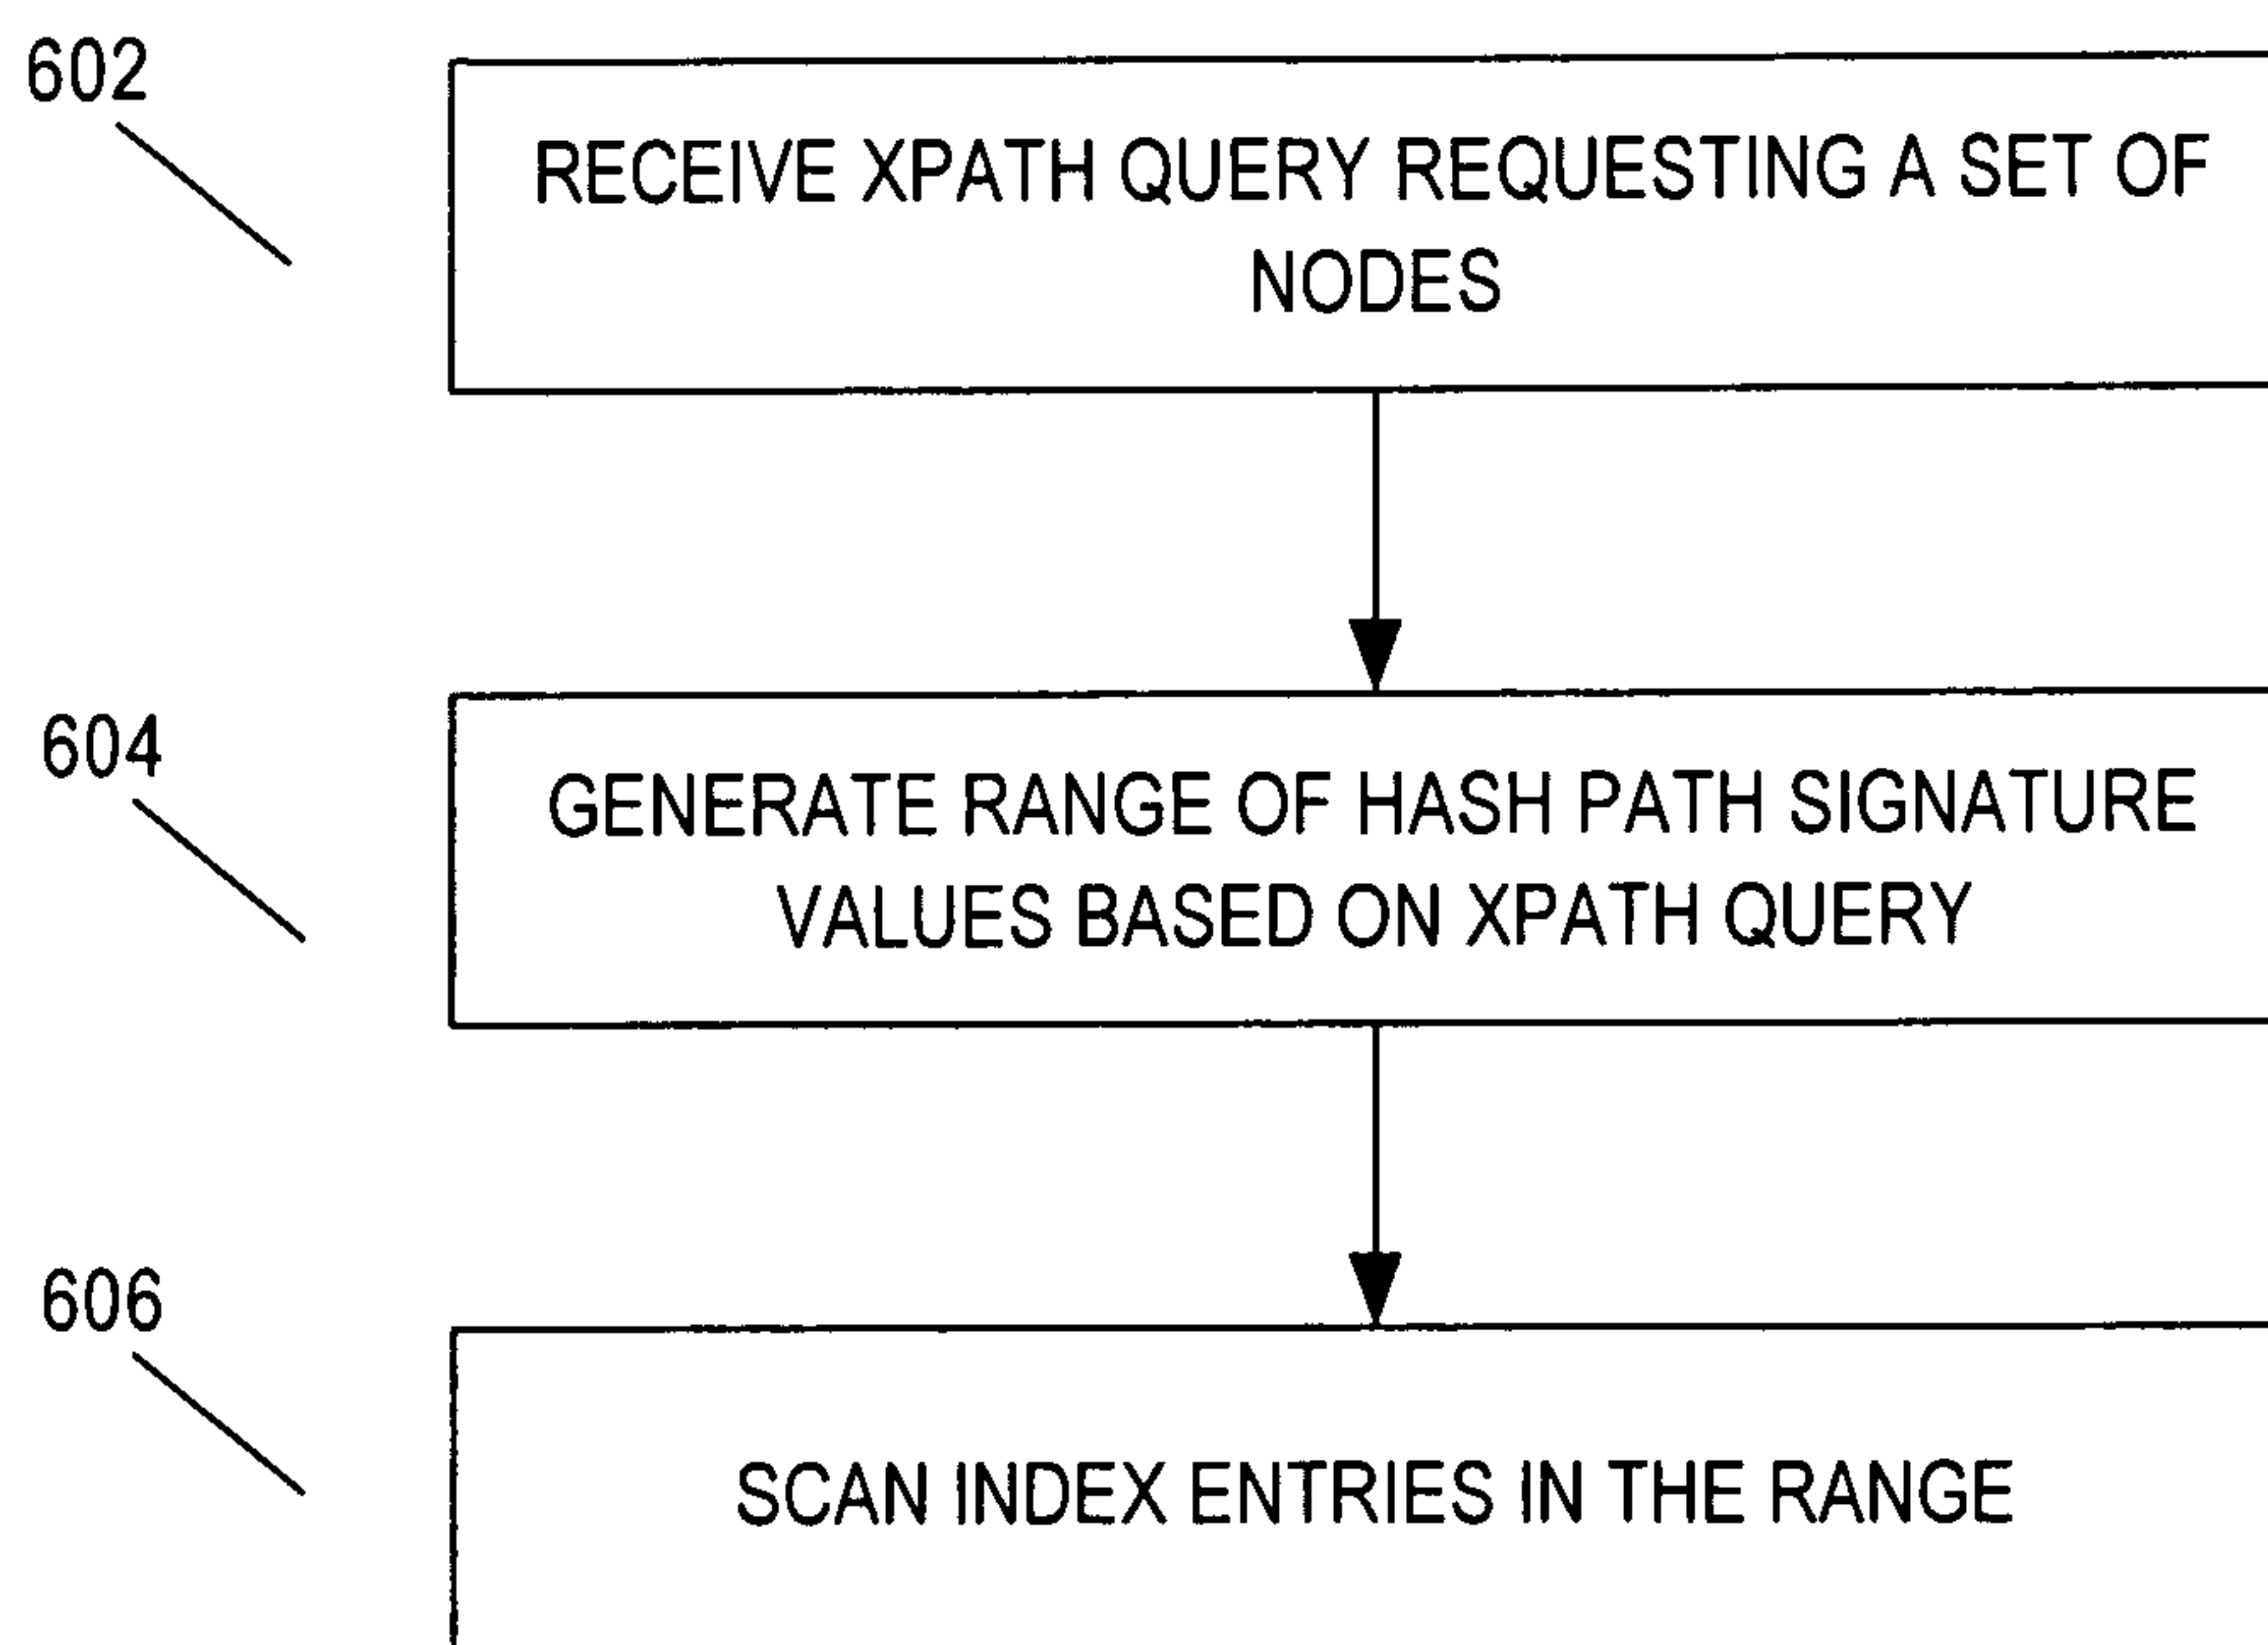 602
RECEIVE XPATH QUERY REQUESTING A SET OF
NODES
604
GENERATE RANGE OF HASH PATH SIGNATURE
VALUES BASED ON XPATH QUERY
606
SCAN INDEX ENTRIES IN THE RANGE